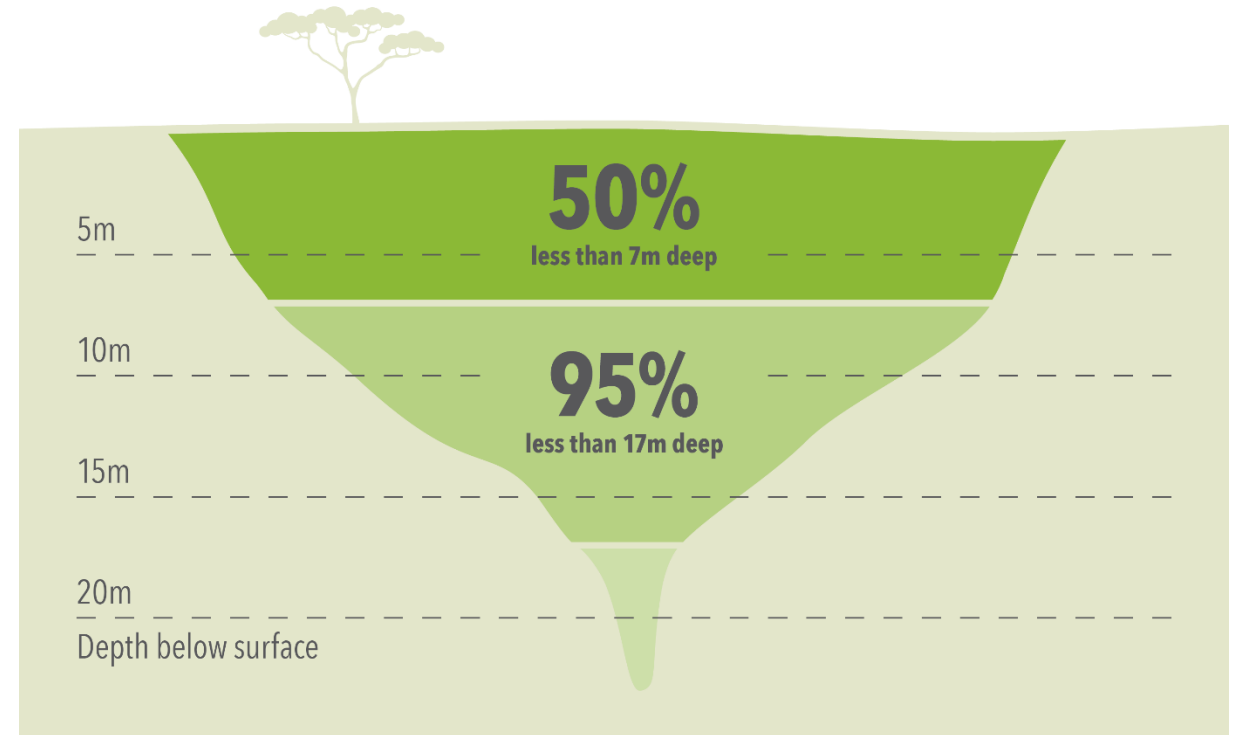 50%
less than 7m deep
5m
10m
95%
less than 17m deep
15m
20m
Depth below surface